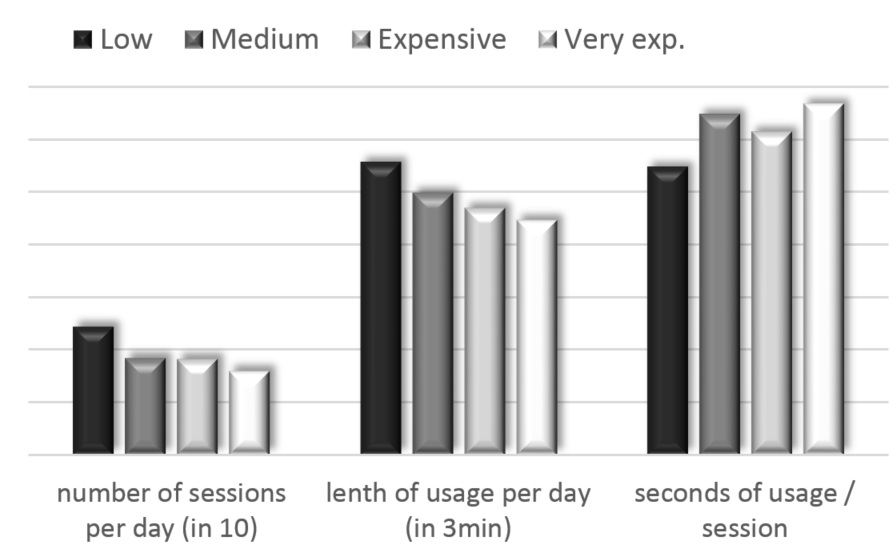 Low Medium Expensive Very exp.
number of sessions
per day (in 10)
lenth of usage per day
(in 3min)
seconds of usage /
session